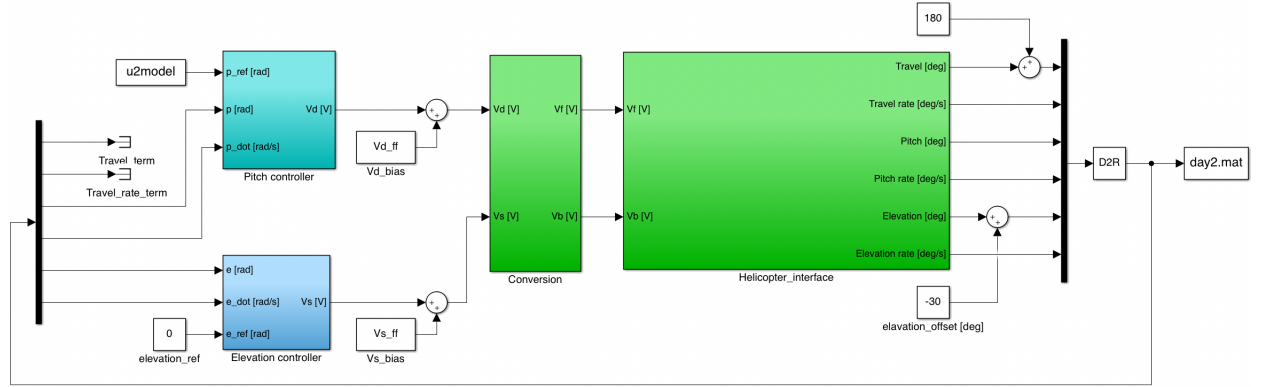 180
u2model
p_ref [rad]
p [rad]
p_dot [rad/s]
Vd [V]
Pitch controller
Travel_term
Travel_rate_term
+
+
Vd_ff
Vd_bias
Vd [V]
Vs [V]
Vf [V]
Vb [V]
Conversion
Vf [V]
Vb [V]
Travel [deg]
Travel rate [deg/s]
Pitch [deg]
Pitch rate [deg/s]
Elevation [deg]
Elevation rate [deg/s]
Helicopter_interface
+
+
+
+
D2R
day2.mat
e [rad]
e_dot [rad/s]
e_ref [rad]
Vs [V]
Elevation controller
0
elevation_ref
+
+
Vs_ff
Vs_bias
-30
elavation_offset [deg]